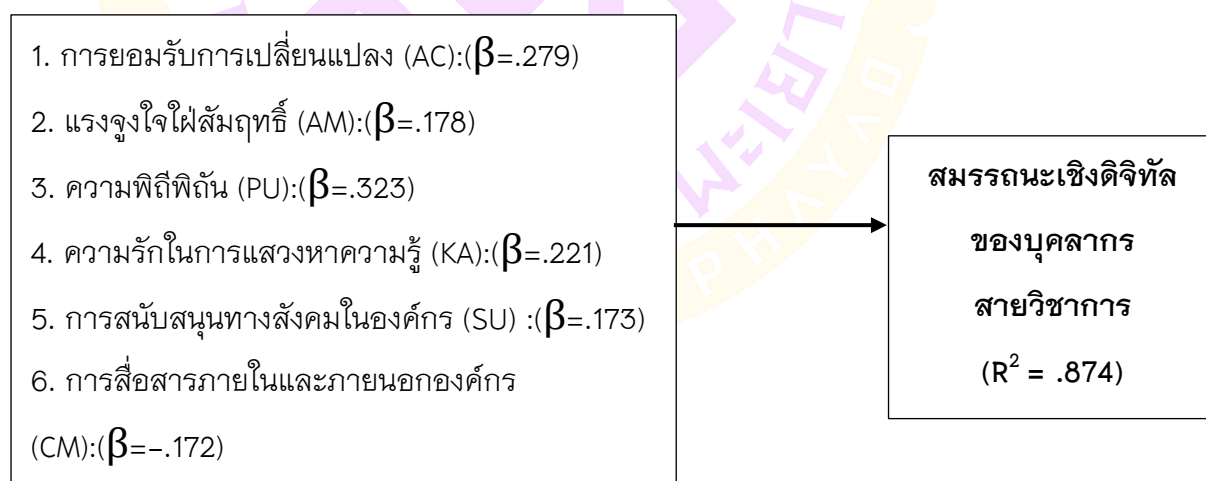 1. การยอมรับการเปลี่ยนแปลง (AC):(β=.279)
2. แรงจูงใจใฝ่สัมฤทธิ์ (AM):(β=.178)
3. ความพิถีพิถัน (PU):(β=.323)
4. ความรักในการแสวงหาความรู้ (KA):(β=.221)
5. การสนับสนุนทางสังคมในองค์กร (SU) :(β=.173)
6. การสื่อสารภายในและภายนอกองค์กร
(CM):(β=-.172)
สมรรถนะเชิงดิจิทัล
ของบุคลากร
สายวิชาการ
(R² = .874)
PHAYAO